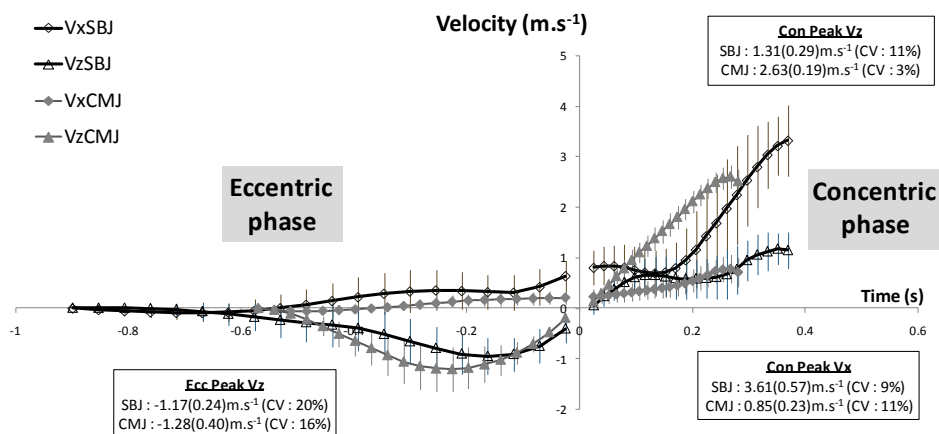 Velocity (m.s-1)
VxSBJ
VzSBJ
VxCMJ
VzCMJ
Con Peak Vz
SBJ : 1.31(0.29)m.s-1 (CV : 11%)
CMJ : 2.63(0.19)m.s-1 (CV : 3%)
5
4
3
2
1
0
-1
-2
Eccentric
phase
Concentric
phase
Time (s)
-1
-0.8
-0.6
-0.4
-0.2
0
0.2
0.4
0.6
Ecc Peak Vz
SBJ : -1.17(0.24)m.s-1 (CV : 20%)
CMJ : -1.28(0.40)m.s-1 (CV : 16%)
Con Peak Vx
SBJ : 3.61(0.57)m.s-1 (CV : 9%)
CMJ : 0.85(0.23)m.s-1 (CV : 11%)